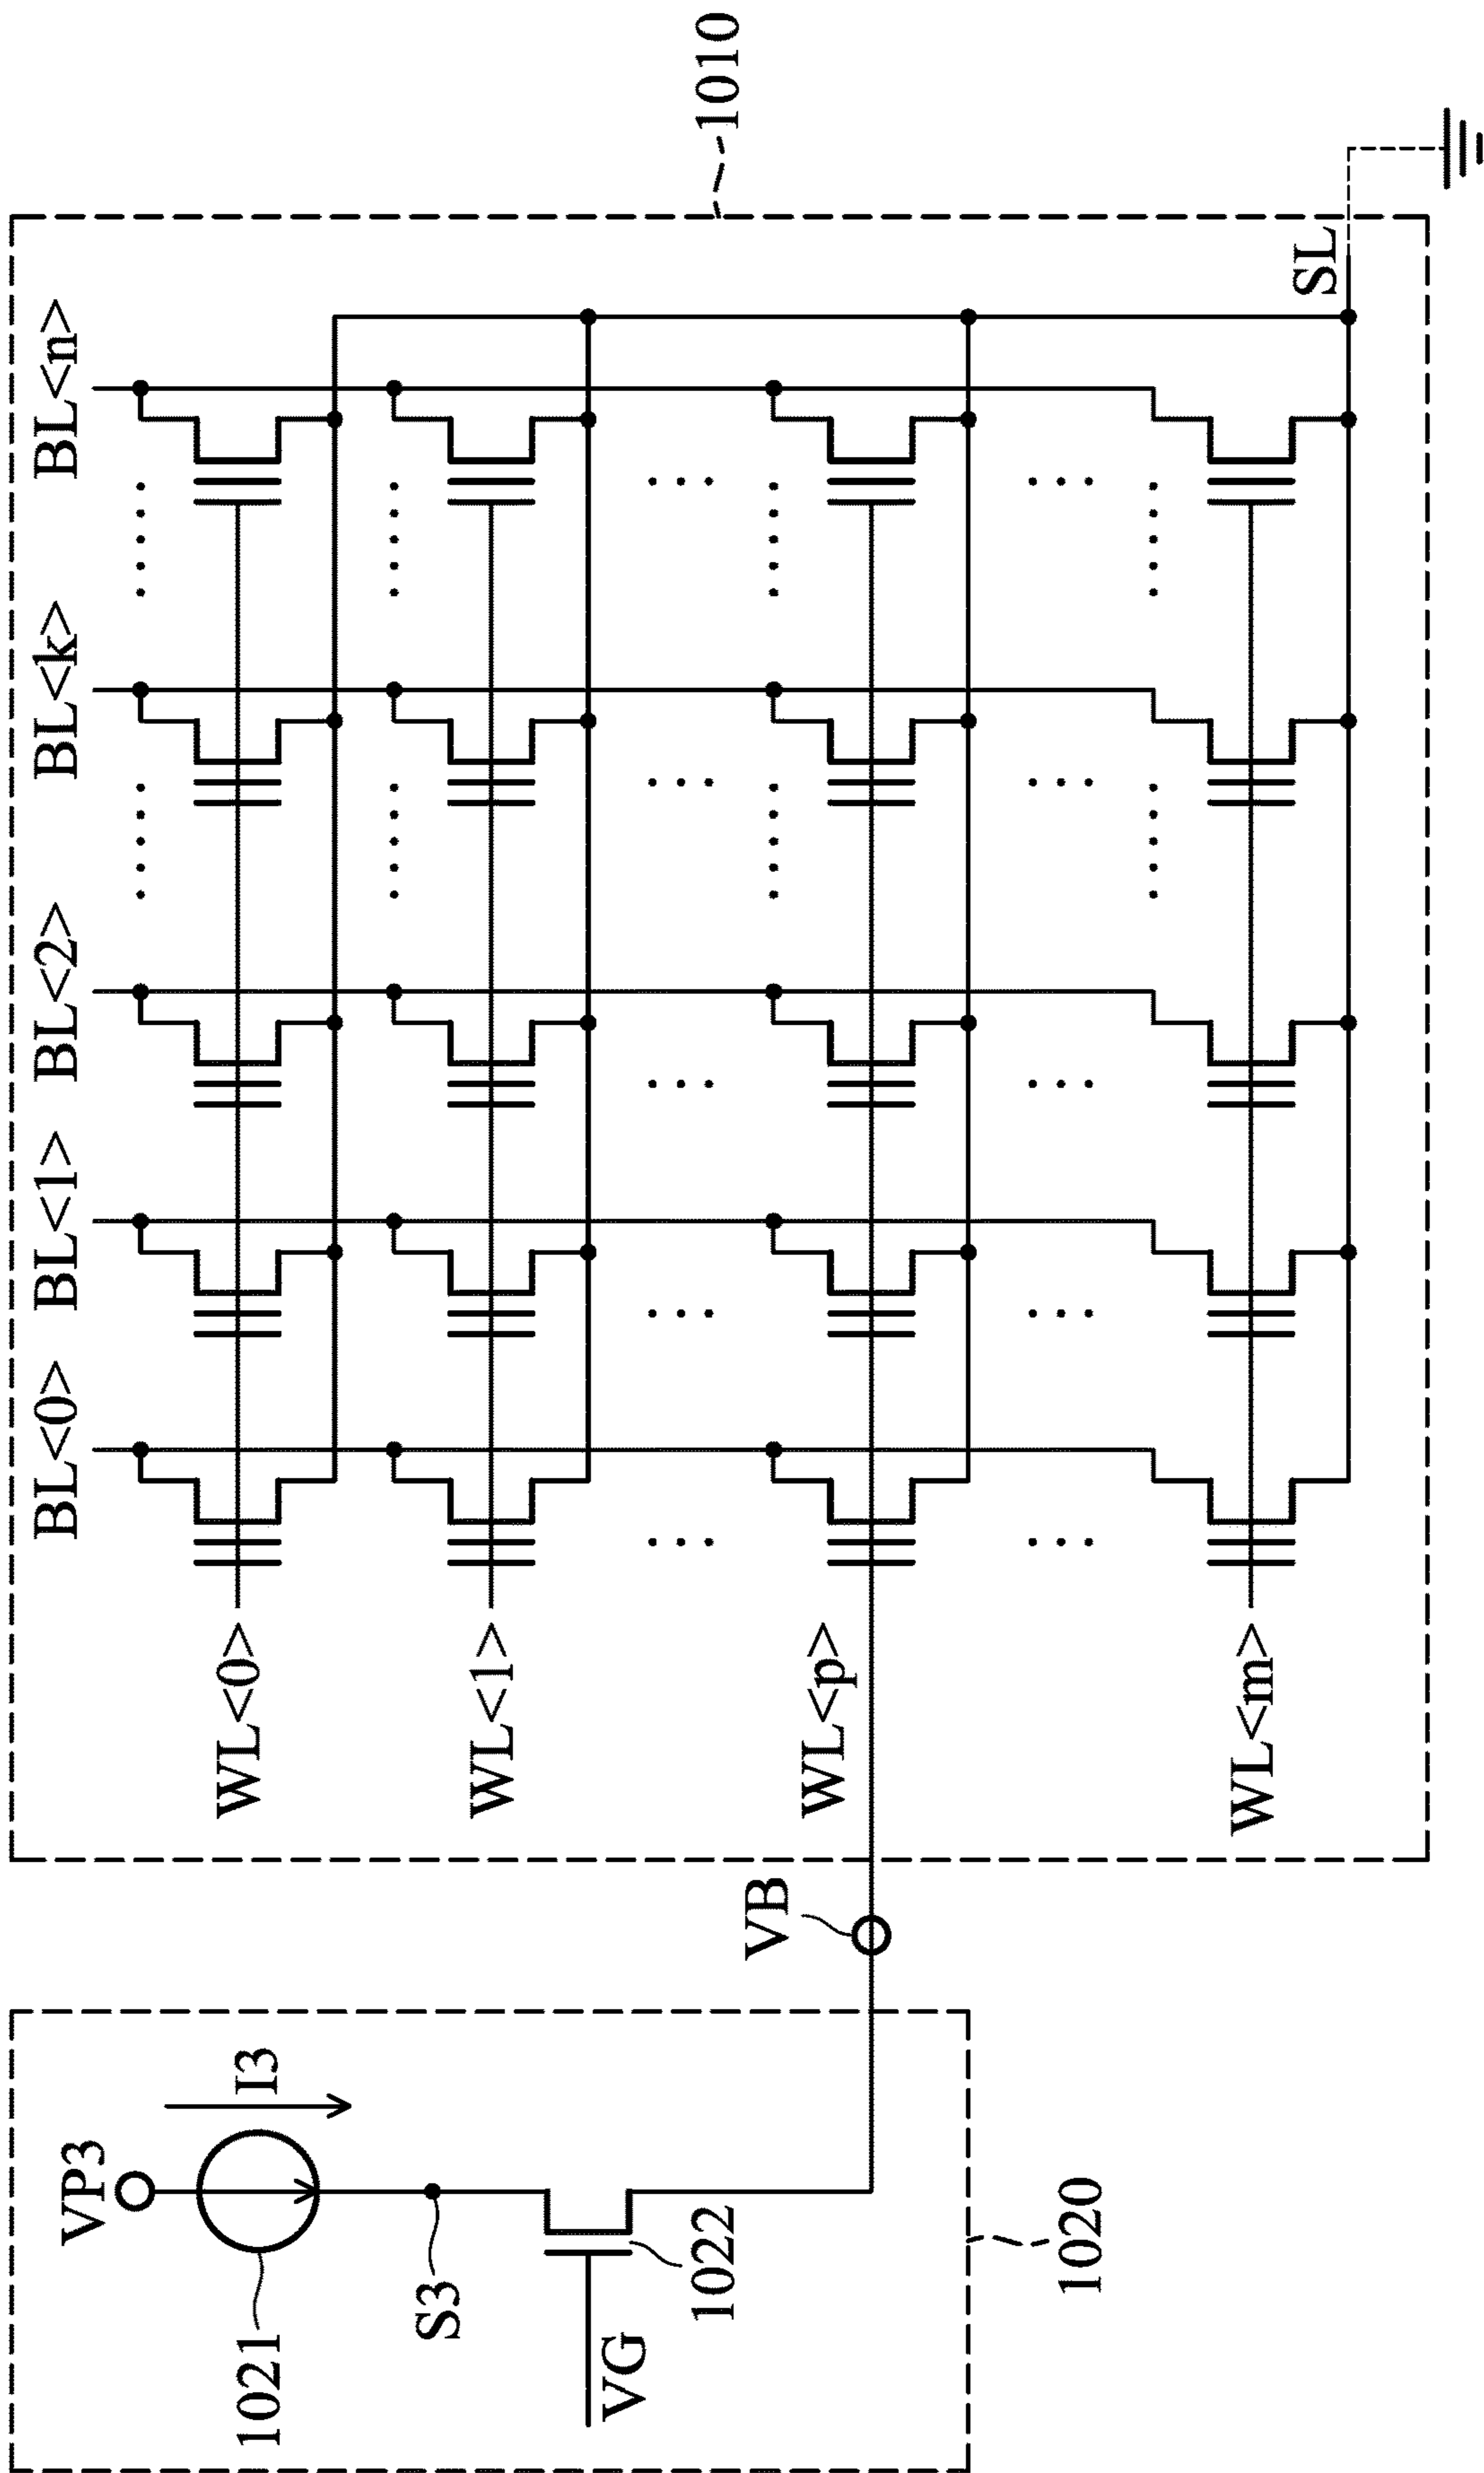 VP3
I3
1021
S3
VG
1022
1020
VB
BL<0>
BL<1>
BL<2>
BL<k>
BL<n>
WL<0>
WL<1>
WL<p>
WL<m>
SL
1010